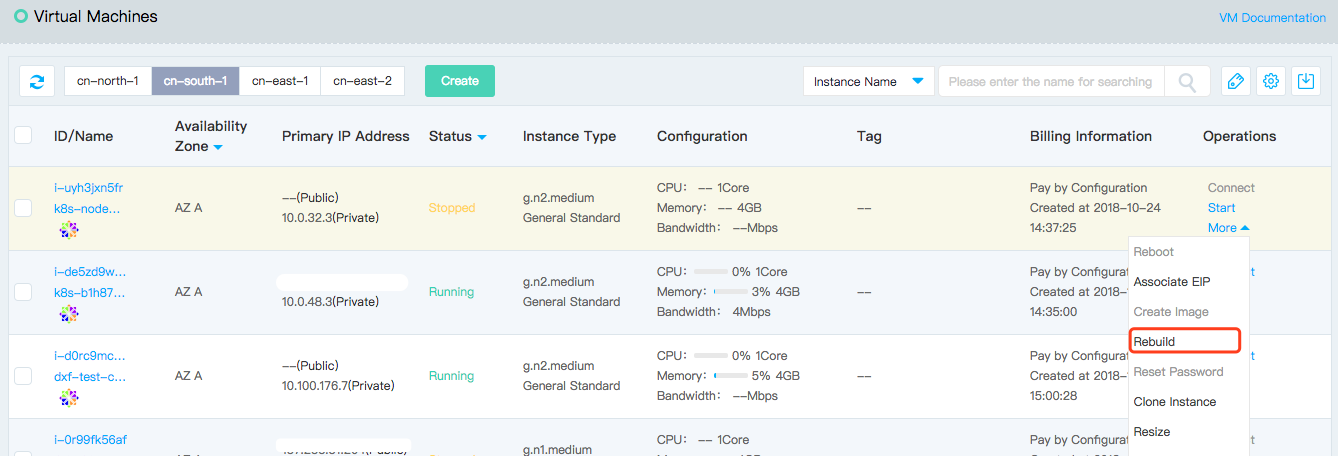 Virtual Machines
VM Documentation
cn-north-1 cn-south-1 cn-east-1 cn-east-2 Create Instance Name Please enter the name for searching
ID/Name Availability Zone Primary IP Address Status Instance Type Configuration Tag Billing Information Operations
i-uyh3jxn5fr
k8s-node...
AZ A
--(Public)
10.0.32.3(Private)
Stopped
g.n2.medium
General Standard
CPU: -- 1Core
Memory: -- 4GB
Bandwidth: --Mbps
--
Pay by Configuration
Created at 2018-10-24
14:37:25
Connect
Start
More
i-de5zd9w...
k8s-b1h87...
AZ A
10.0.48.3(Private)
Running
g.n2.medium
General Standard
CPU: 0% 1Core
Memory: 3% 4GB
Bandwidth: 4Mbps
--
Pay by Configurat
Created at 2018-1
14:35:00
i-d0rc9mc...
dxf-test-c...
AZ A
--(Public)
10.100.176.7(Private)
Running
g.n2.medium
General Standard
CPU: 0% 1Core
Memory: 5% 4GB
Bandwidth: --Mbps
--
Pay by Configurat
Created at 2018-1
15:00:28
Reboot
Associate EIP
Create Image
Rebuild
Reset Password
Clone Instance
Resize
i-0r99fk56af
g.n1.medium
CPU: -- 1Core
Pay by Configurat